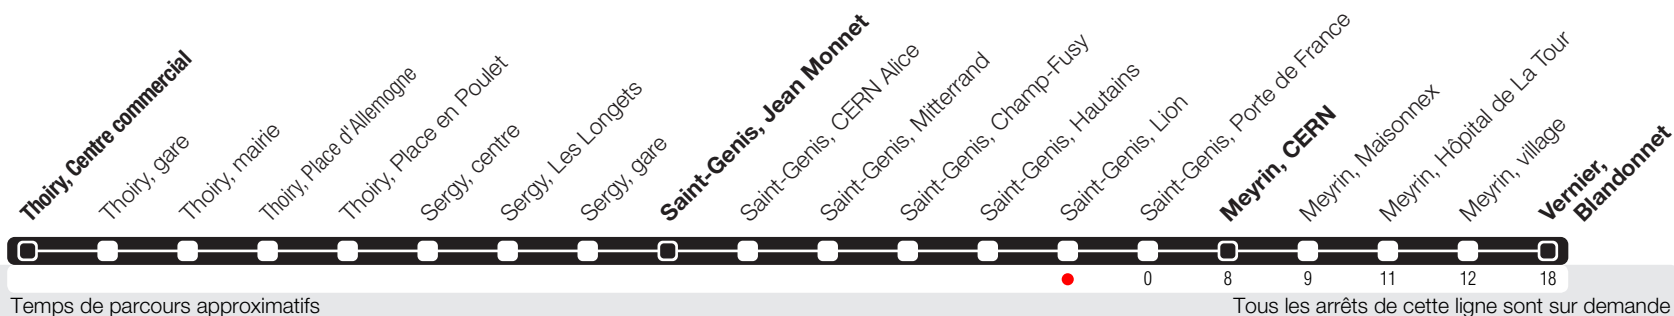 Thoiry, Centre commercial
Thoiry, gare
Thoiry, mairie
Thoiry, Place d'Allemogne
Thoiry, Place en Poulet
Sergy, centre
Sergy, Les Longets
Sergy, gare
Saint-Genis, Jean Monnet
Saint-Genis, CERN Alice
Saint-Genis, Mitterrand
Saint-Genis, Champ-Fusy
Saint-Genis, Hautains
Saint-Genis, Lion
Saint-Genis, Porte de France
Meyrin, CERN
Meyrin, Maisonnex
Meyrin, Hôpital de La Tour
Meyrin, village
Vernier,
Blandonnet
0 8 9 11 12 18
Temps de parcours approximatifs
Tous les arrêts de cette ligne sont sur demande